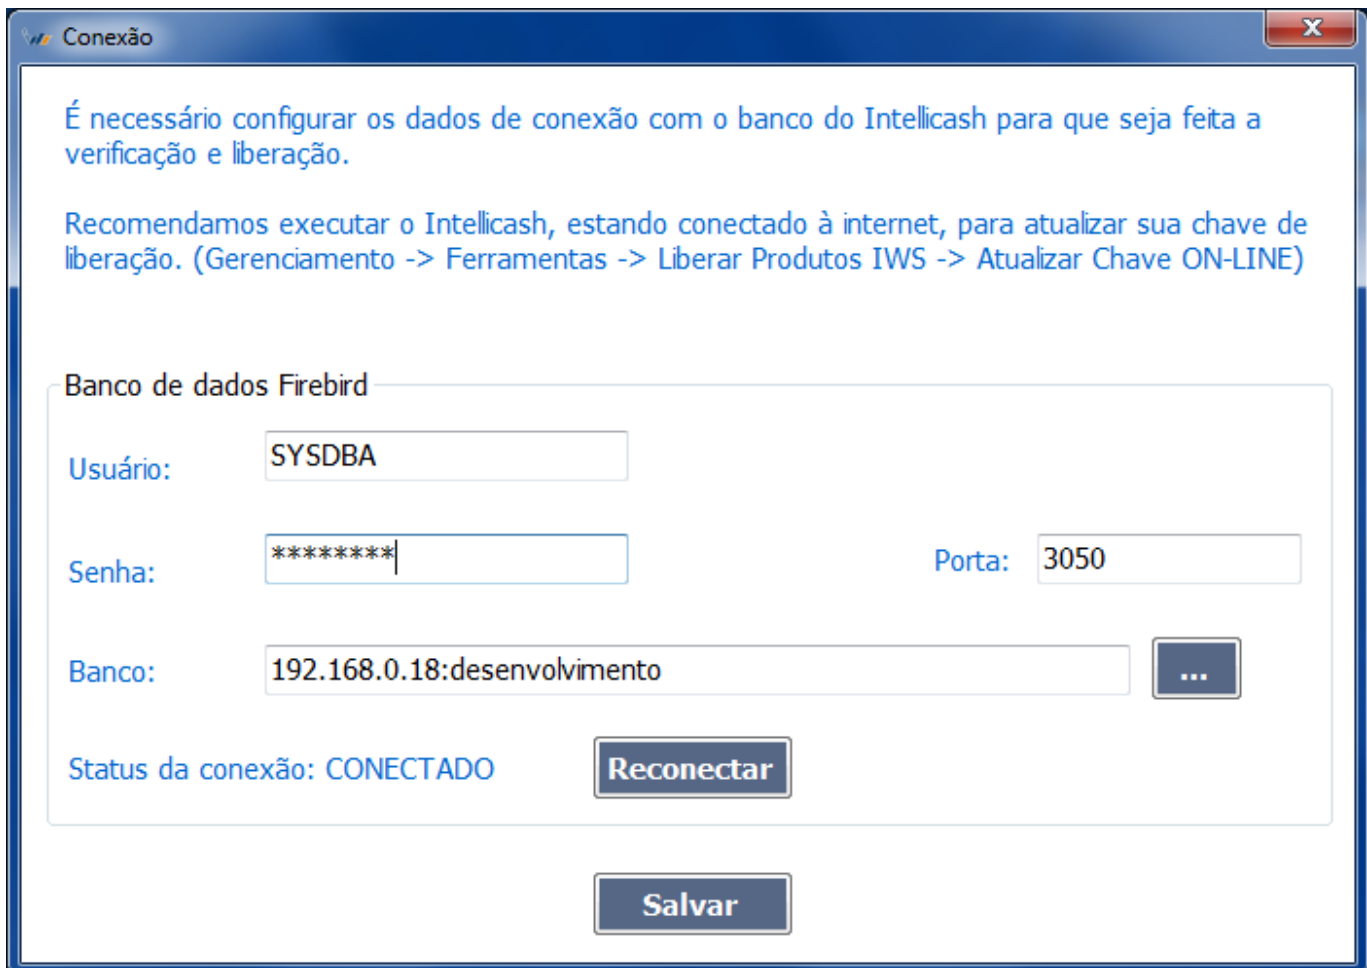 Conexão
É necessário configurar os dados de conexão com o banco do Intellicash para que seja feita a
verificação e liberação.
Recomendamos executar o Intellicash, estando conectado à internet, para atualizar sua chave de
liberação. (Gerenciamento -> Ferramentas -> Liberar Produtos IWS -> Atualizar Chave ON-LINE)
Banco de dados Firebird
Usuário: SYSDBA
Senha: ******** Porta: 3050
Banco: 192.168.0.18:desenvolvimento ...
Status da conexão: CONECTADO Reconectar
Salvar